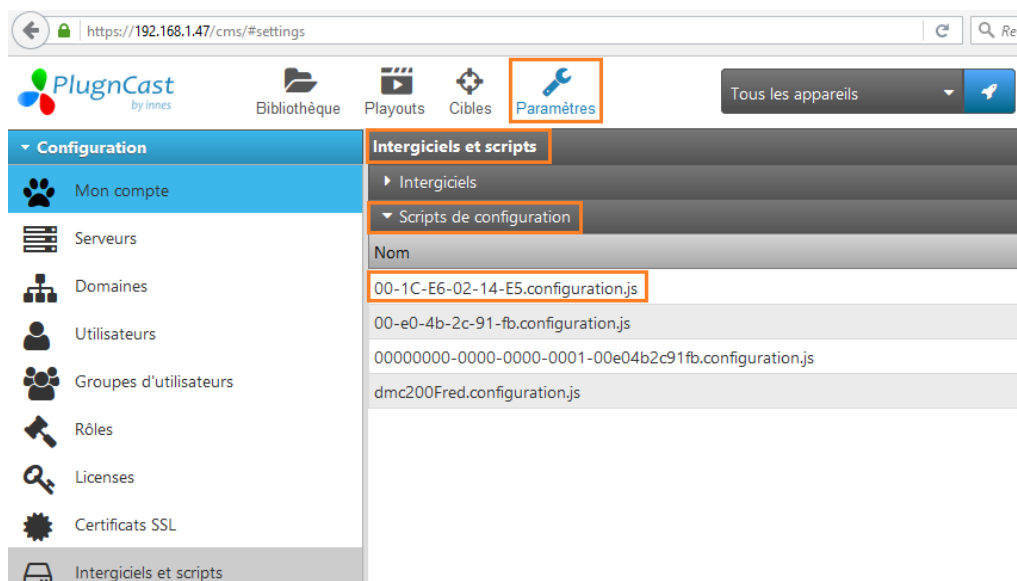 https://192.168.1.47/cms/#settings
Re
PlugnCast
by innes
Bibliothèque
Playouts
Cibles
Paramètres
Tous les appareils
Configuration
Mon compte
Serveurs
Domaines
Utilisateurs
Groupes d'utilisateurs
Rôles
Licenses
Certificats SSL
Intergiciels et scripts
Intergiciels et scripts
Intergiciels
Scripts de configuration
Nom
00-1C-E6-02-14-E5.configuration.js
00-e0-4b-2c-91-fb.configuration.js
00000000-0000-0000-0001-00e04b2c91fb.configuration.js
dmc200Fred.configuration.js